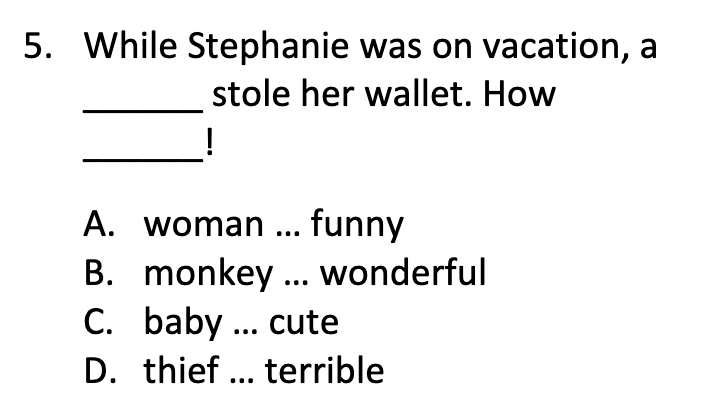 5. While Stephanie was on vacation, a
______ stole her wallet. How
______!
A. woman ... funny
B. monkey ... wonderful
C. baby ... cute
D. thief ... terrible